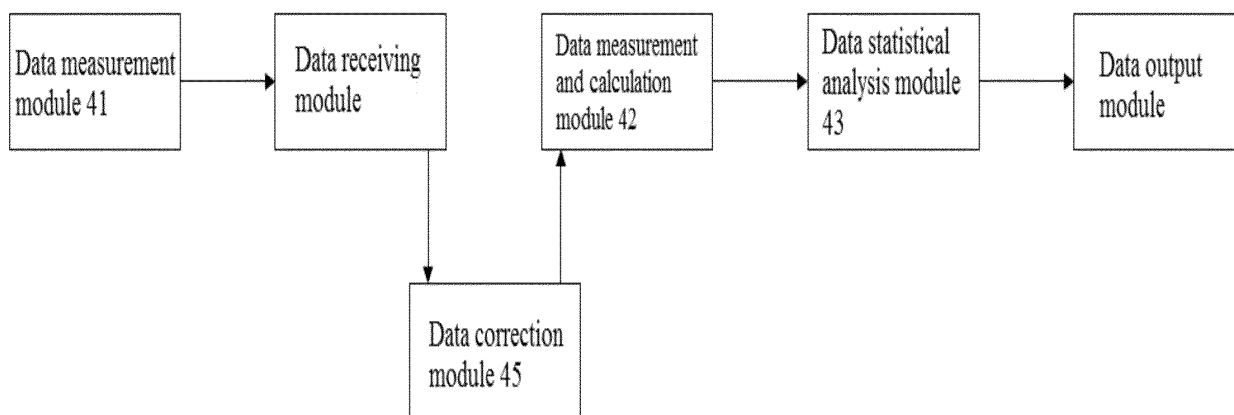 Data measurement
module 41
Data receiving
module
Data correction
module 45
Data measurement
and calculation
module 42
Data statistical
analysis module
43
Data output
module